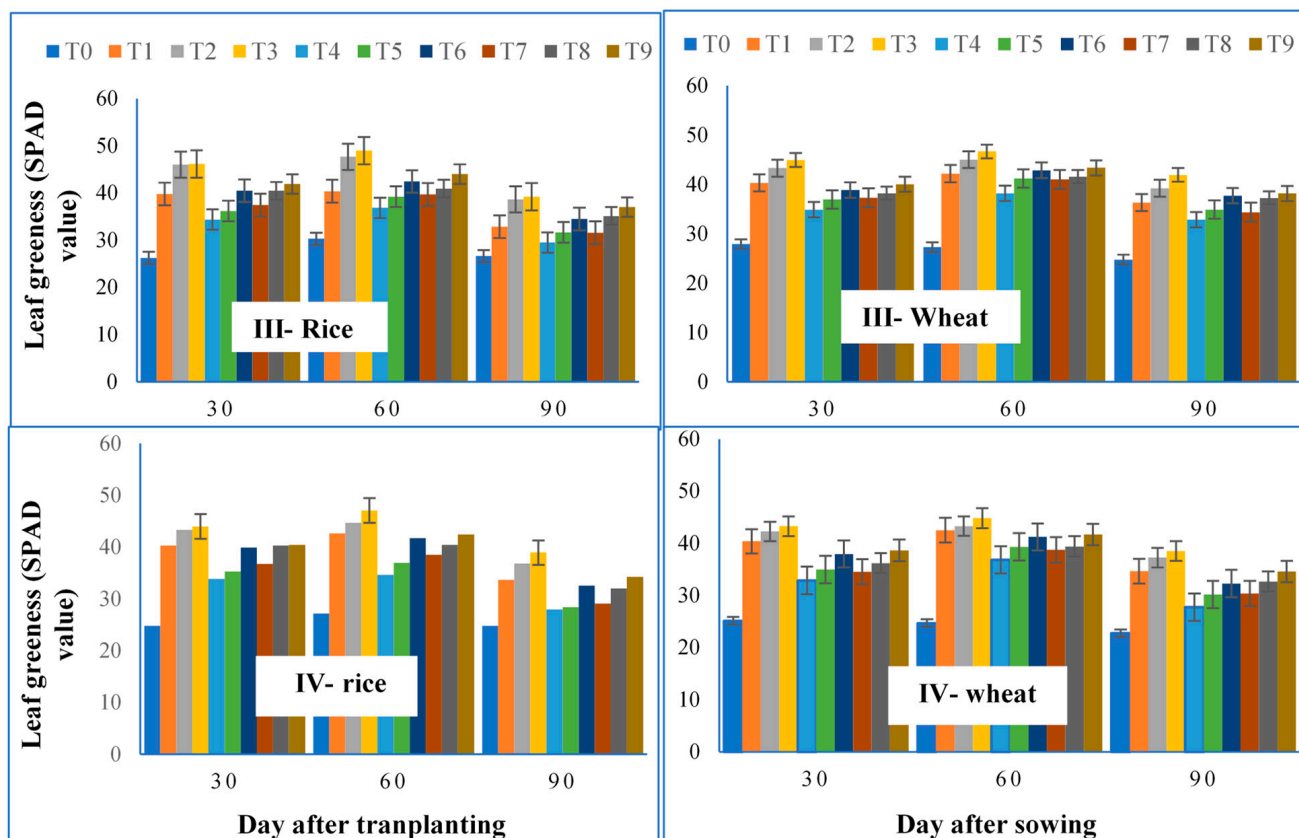 T0 T1 T2 T3 T4 T5 T6 T7 T8 T9
Leaf greeness (SPAD
value)
60
50
40
30
20
10
0
III- Rice
30 60 90
T0 T1 T2 T3 T4 T5 T6 T7 T8 T9
60
50
40
30
20
10
0
III- Wheat
30 60 90
Leaf greeness (SPAD
value)
60
50
40
30
20
10
0
IV- rice
30 60 90
Day after tranplanting
60
50
40
30
20
10
0
IV- wheat
30 60 90
Day after sowing